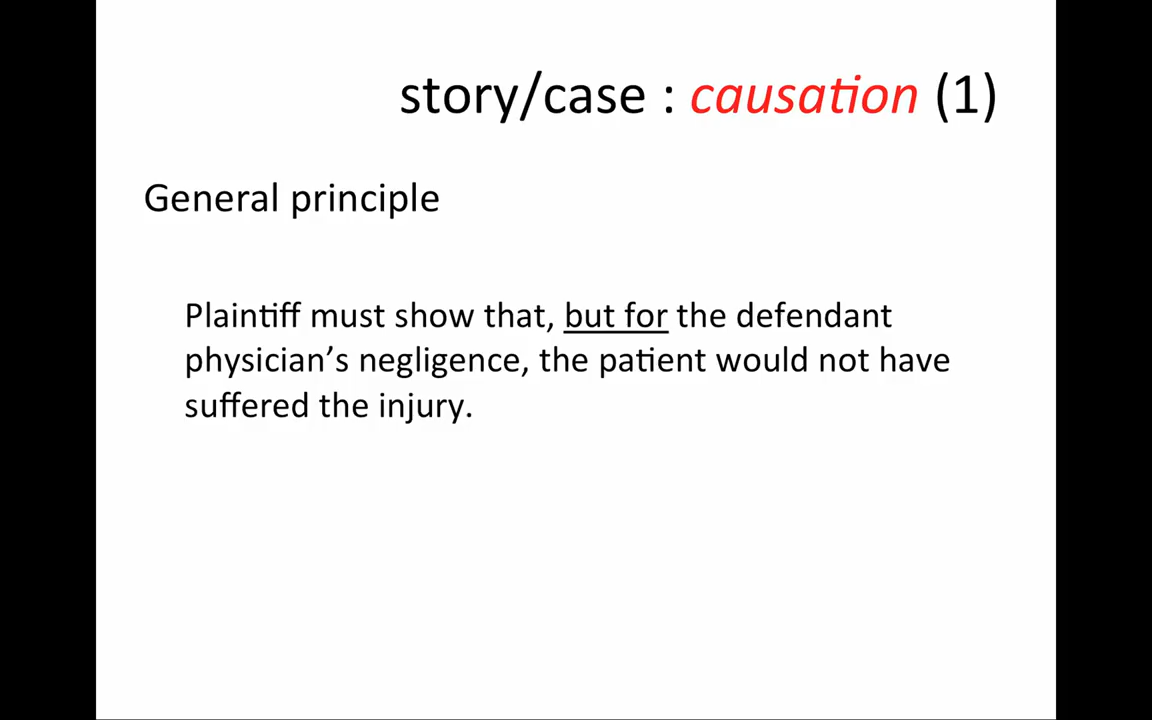 story/case : causation (1)
General principle
Plaintiff must show that, but for the defendant
physician’s negligence, the patient would not have
suffered the injury.